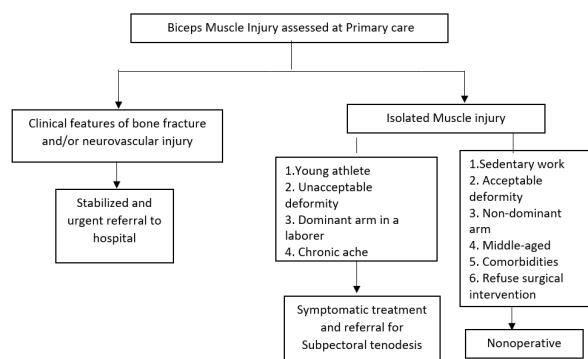 Biceps Muscle Injury assessed at Primary care
Clinical features of bone fracture
and/or neurovascular injury
Isolated Muscle injury
Stabilized and
urgent referral to
hospital
1.Young athlete
2. Unacceptable
deformity
3. Dominant arm in a
laborer
4. Chronic ache
1.Sedentary work
2. Acceptable
deformity
3. Non-dominant
arm
4. Middle-aged
5. Comorbidities
6. Refuse surgical
intervention
Symptomatic treatment
and referral for
Subpectoral tenodesis
Nonoperative